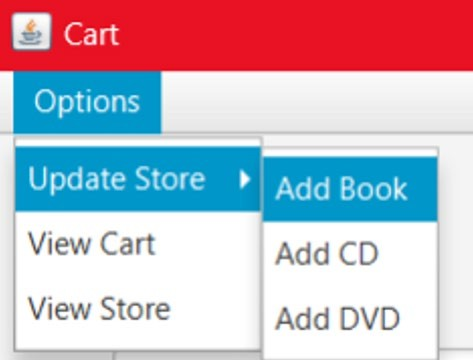 Cart
Options
Update Store
Add Book
View Cart
Add CD
View Store
Add DVD